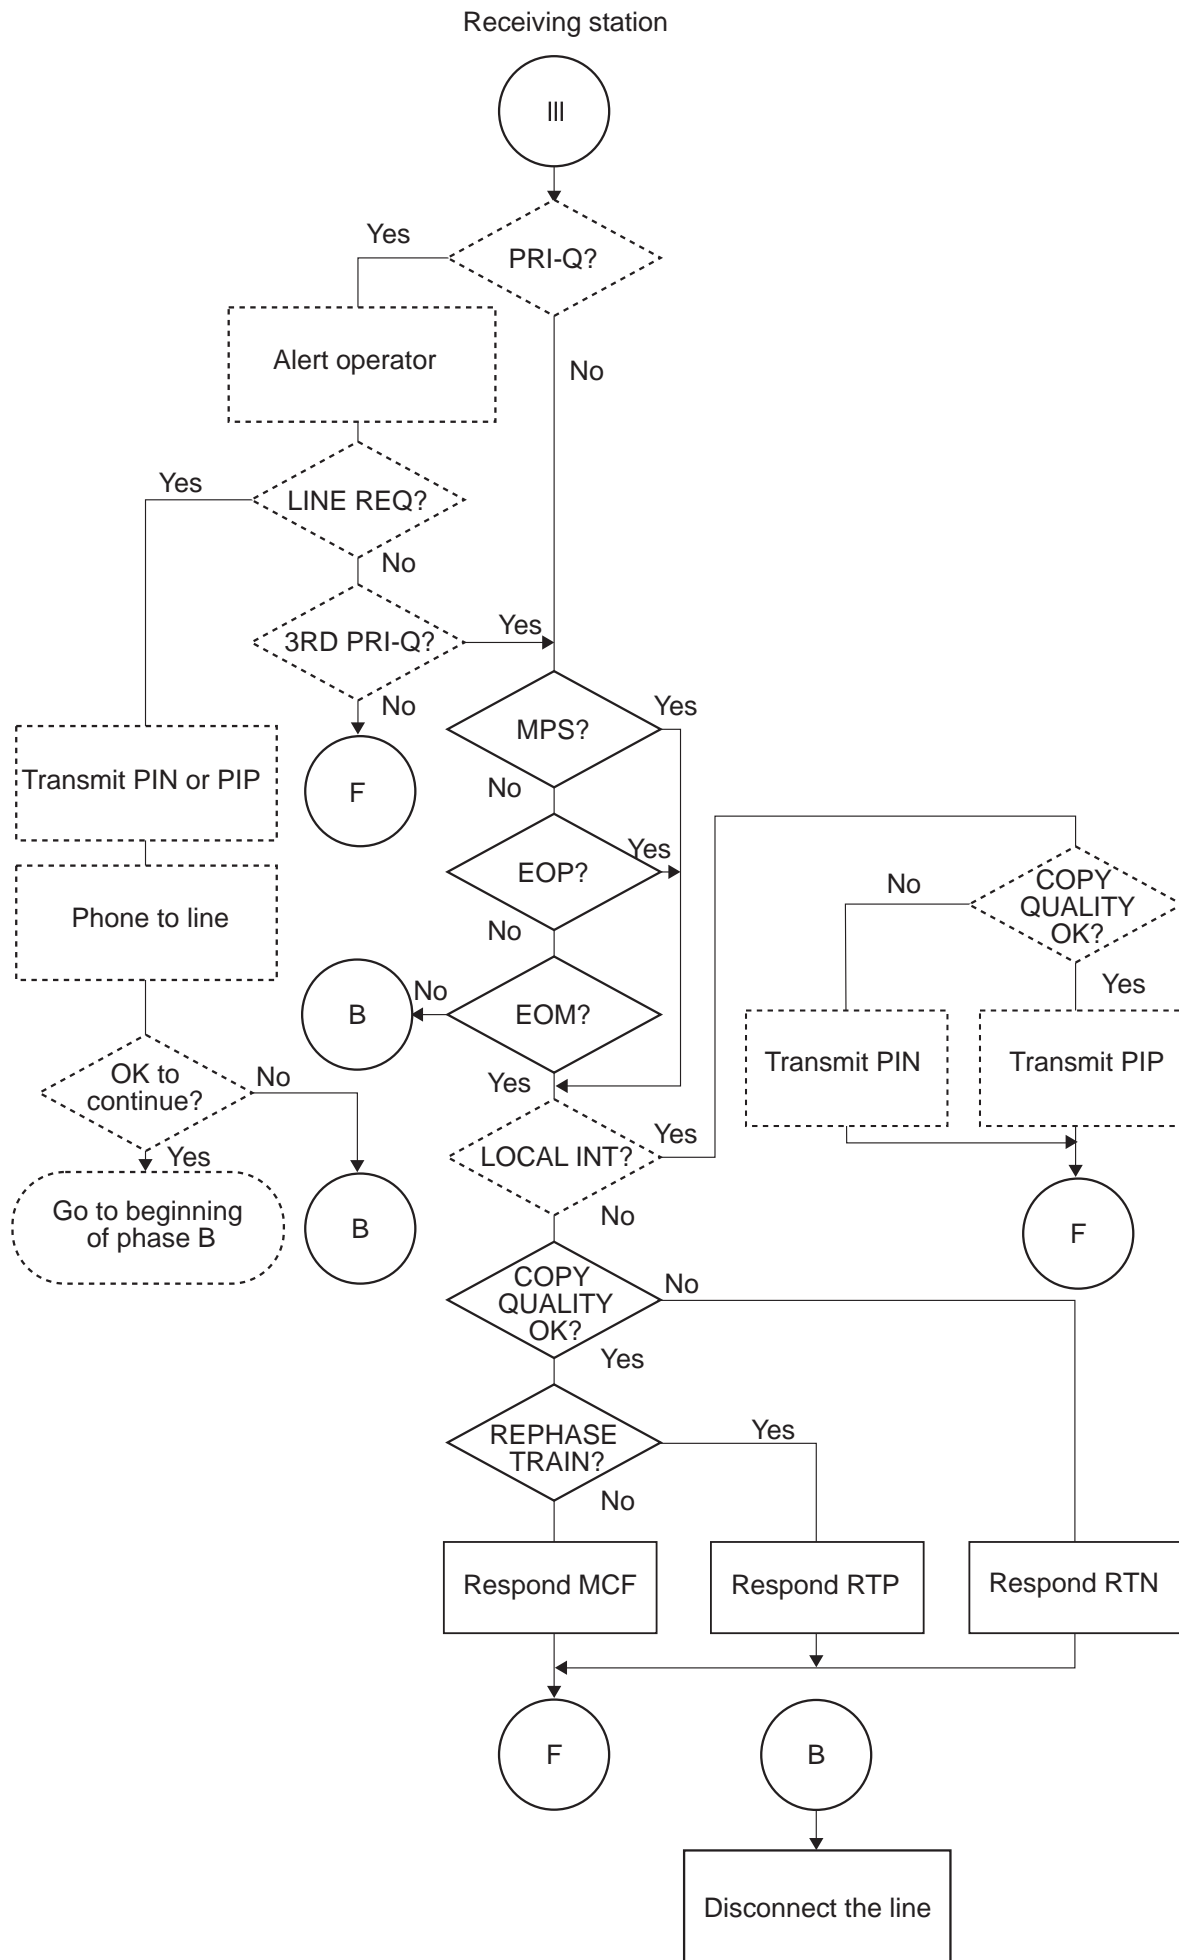 Receiving station
III
Yes
PRI-Q?
Alert operator
No
Yes
LINE REQ?
No
3RD PRI-Q?
Yes
No
F
MPS?
Yes
Transmit PIN or PIP
No
EOP?
Yes
Phone to line
No
COPY
QUALITY
OK?
No
Yes
B
No
EOM?
Transmit PIN
Transmit PIP
OK to
continue?
No
Yes
LOCAL INT?
Yes
Yes
Go to beginning
of phase B
B
No
F
COPY
QUALITY
OK?
No
Yes
REPHASE
TRAIN?
Yes
No
Respond MCF
Respond RTP
Respond RTN
F
B
Disconnect the line